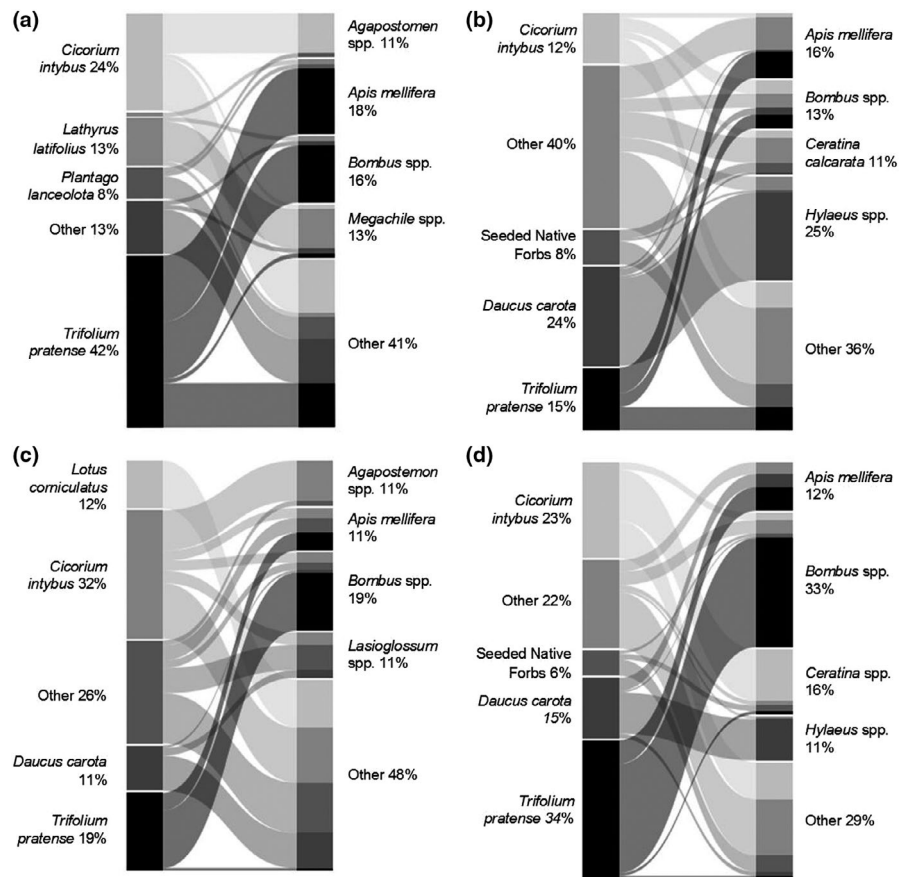 (a)
Cicorium
intybus 24%
Lathyrus
latifolius 13%
Plantago
lanceolota 8%
Other 13%
Trifolium
pratense 42%
Agapostomen
spp. 11%
Apis mellifera
18%
Bombus spp.
16%
Megachile spp.
13%
Other 41%
(b)
Cicorium
intybus 12%
Other 40%
Seeded Native
Forbs 8%
Daucus carota
24%
Trifolium
pratense 15%
Apis mellifera
16%
Bombus spp.
13%
Ceratina
calcarata 11%
Hylaeus spp.
25%
Other 36%
(c)
Lotus
corniculatus
12%
Cicorium
intybus 32%
Other 26%
Daucus carota
11%
Trifolium
pratense 19%
Agapostemon
spp. 11%
Apis mellifera
11%
Bombus spp.
19%
Lasioglossum
spp. 11%
Other 48%
(d)
Cicorium
intybus 23%
Other 22%
Seeded Native
Forbs 6%
Daucus carota
15%
Trifolium
pratense 34%
Apis mellifera
12%
Bombus spp.
33%
Ceratina spp.
16%
Hylaeus spp.
11%
Other 29%